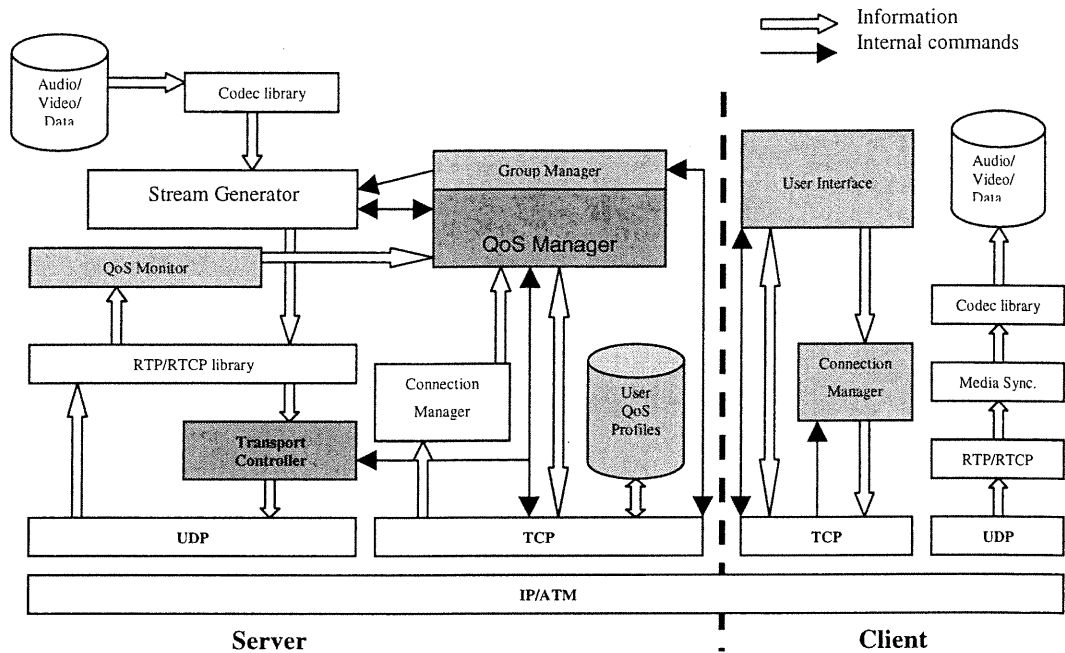 Information
Internal commands
Audio/
Video/
Data
Codec library
Stream Generator
Group Manager
QoS Manager
QoS Monitor
RTP/RTCP library
Connection
Manager
User
QoS
Profiles
Transport
Controller
UDP
TCP
User Interface
Audio/
Video/
Data
Codec library
Connection
Manager
Media Sync.
RTP/RTCP
TCP
UDP
IP/ATM
Server
Client